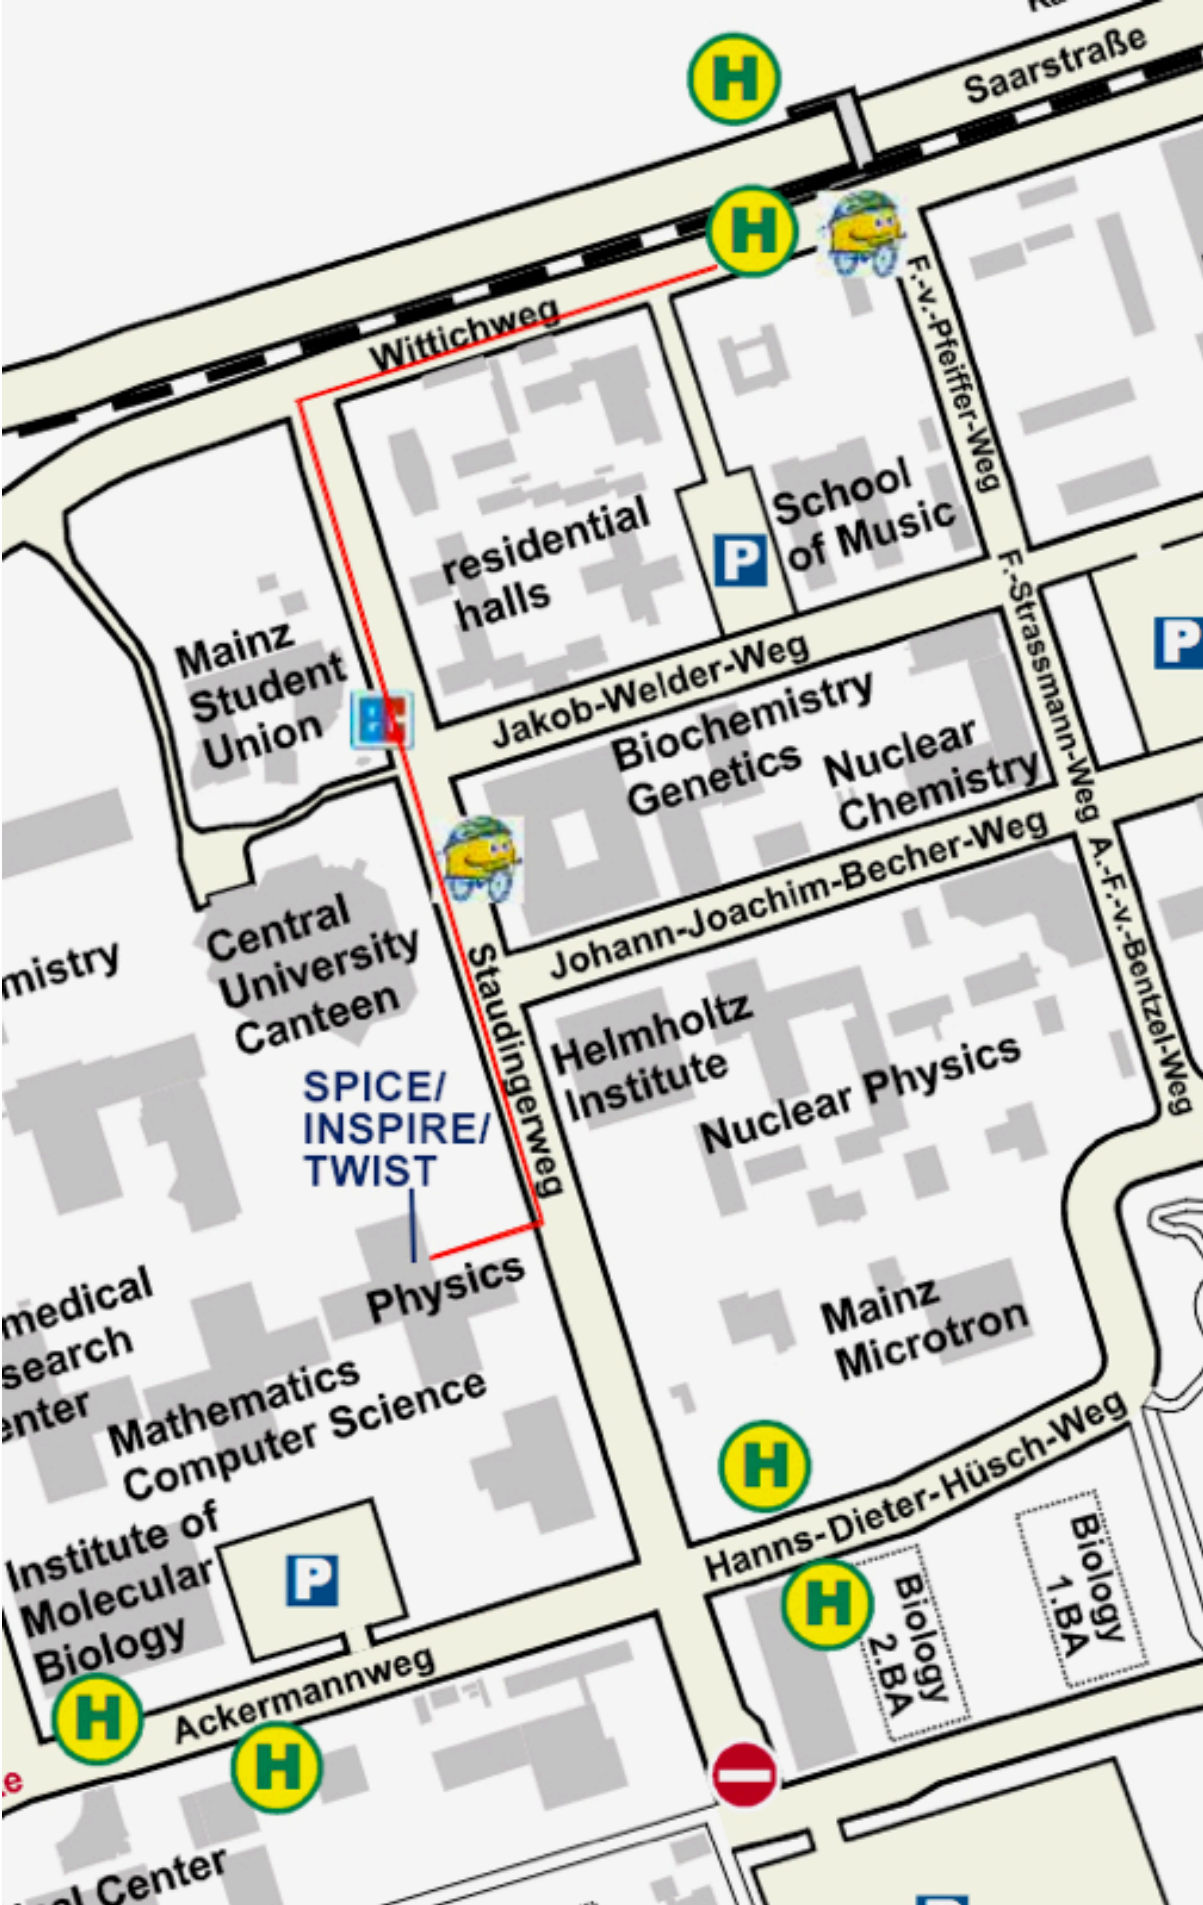 Saarstraße
H
H
Wittichweg
F.-v.-Pfeiffer-Weg
School
of Music
residential
halls
P
F.-Strassmann-Weg
P
Mainz
Student
Union
Jakob-Welder-Weg
Biochemistry
Genetics
Nuclear
Chemistry
Johann-Joachim-Becher-Weg
A.-F.-v.-Bentzel-Weg
Central
University
Canteen
mistry
Staudingerweg
Helmholtz
Institute
Nuclear Physics
SPICE/
INSPIRE/
TWIST
Physics
medical
search
enter
Mathematics
Computer Science
Mainz
Microtron
H
Hanns-Dieter-Hüsch-Weg
Biology
1.BA
Biology
2.BA
H
Institute of
Molecular
Biology
P
H
Ackermannweg
H
e
Center
P